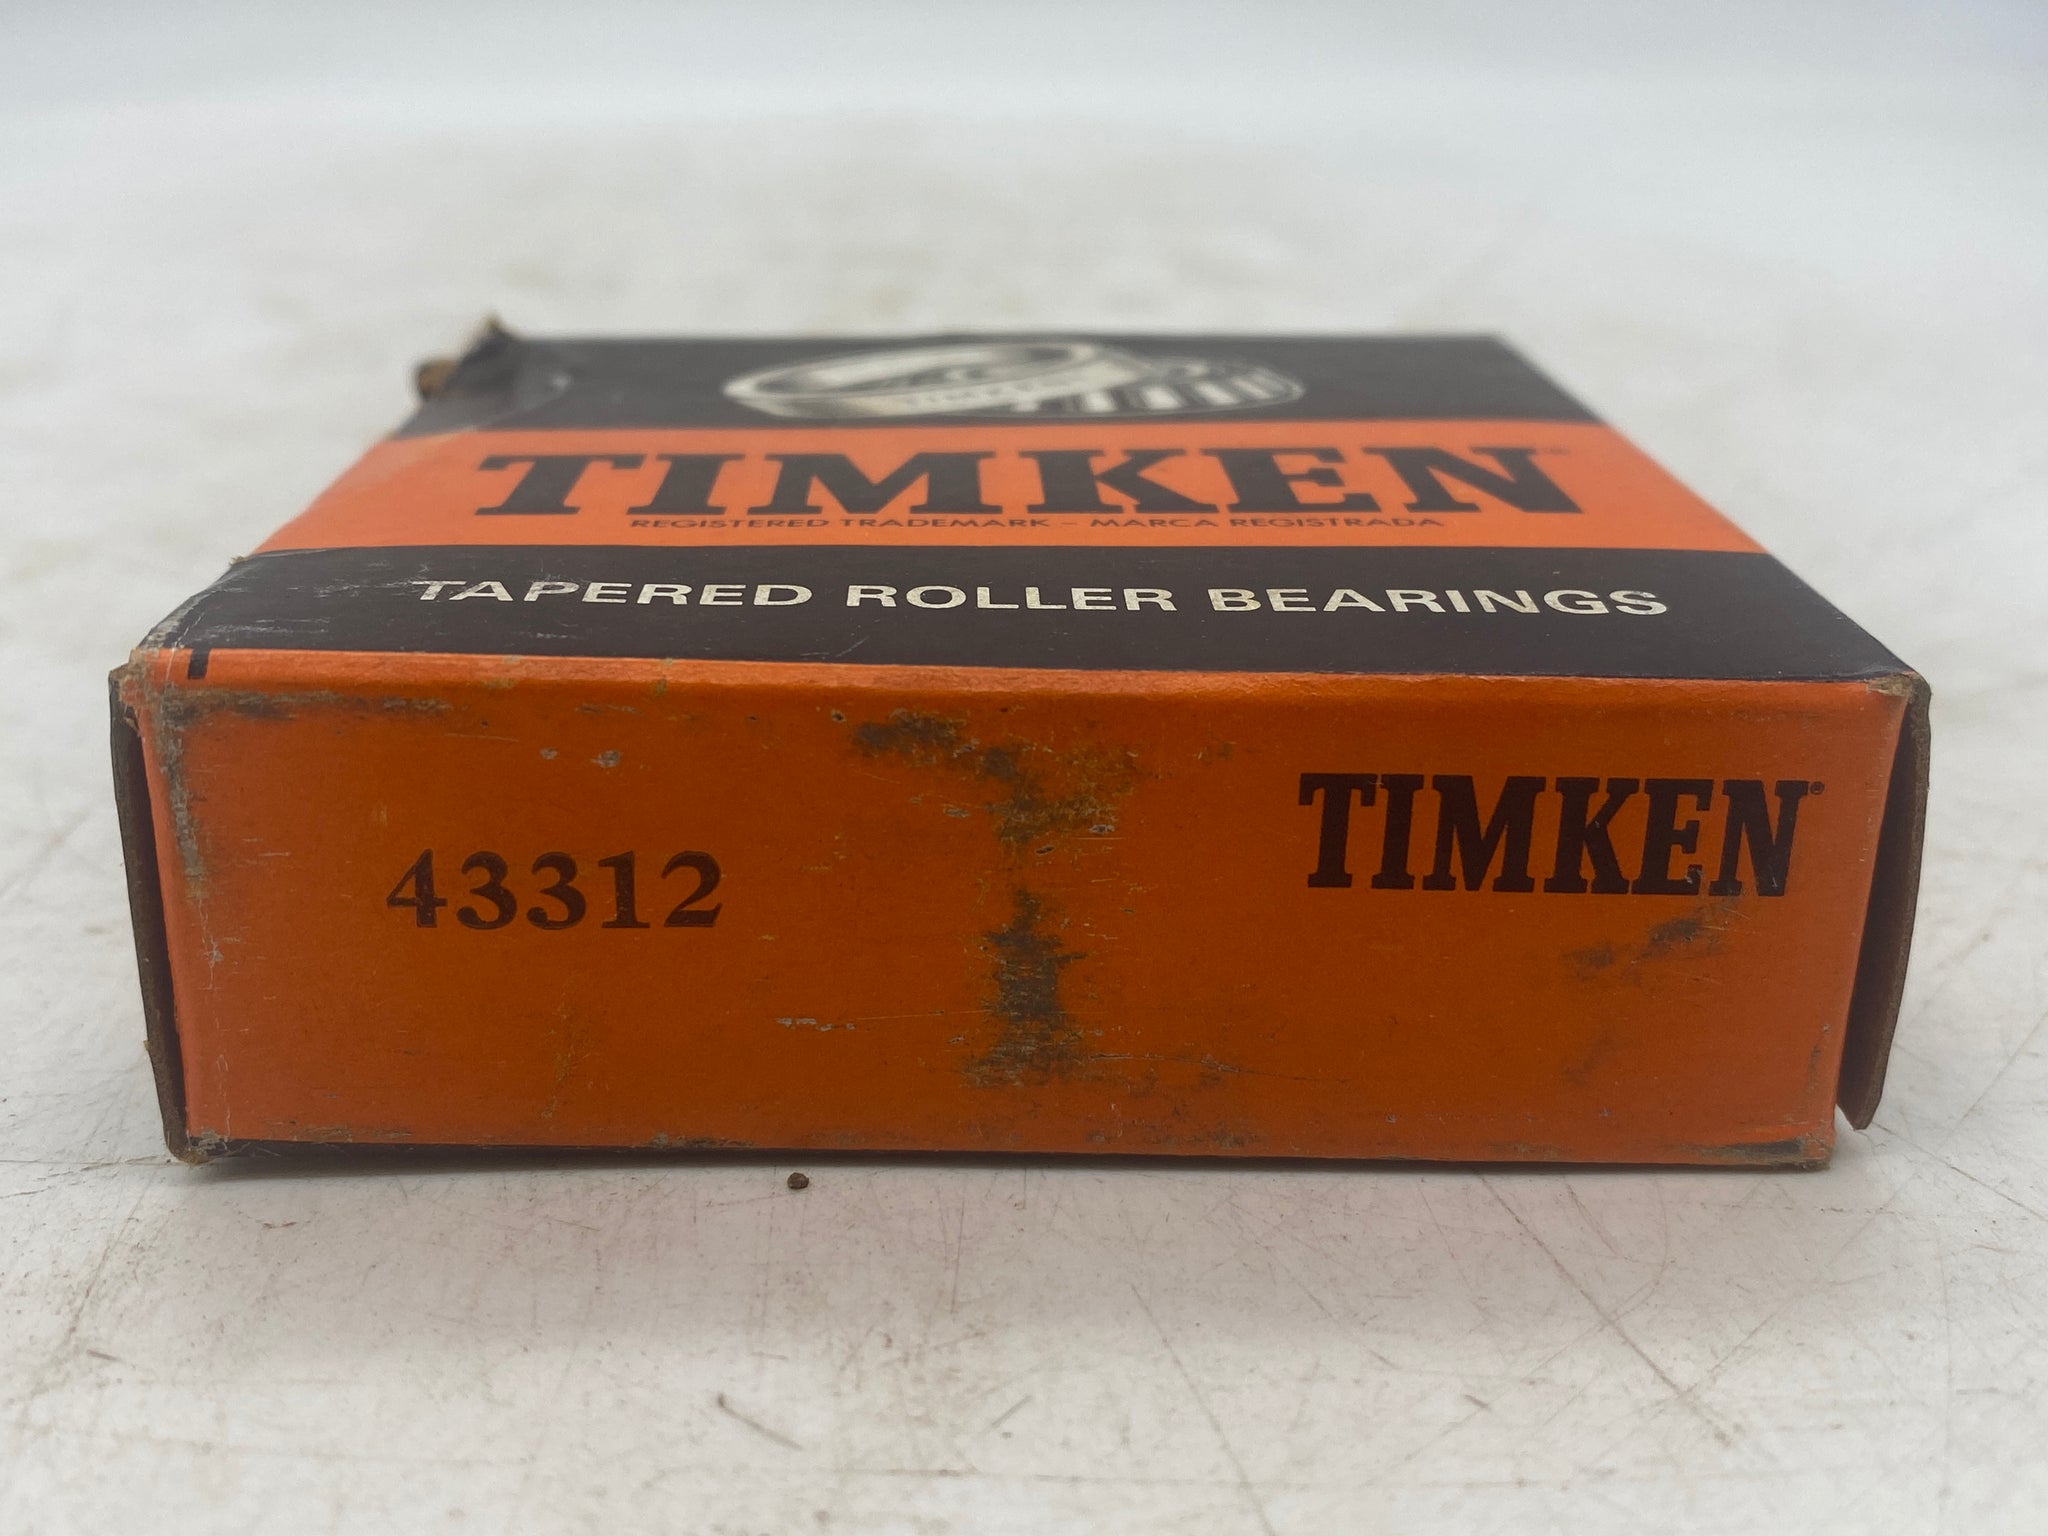 TIMKEN
REGISTERED TRADEMARK - MARCA REGISTRADA
TAPERED ROLLER BEARINGS
43312
TIMKEN®